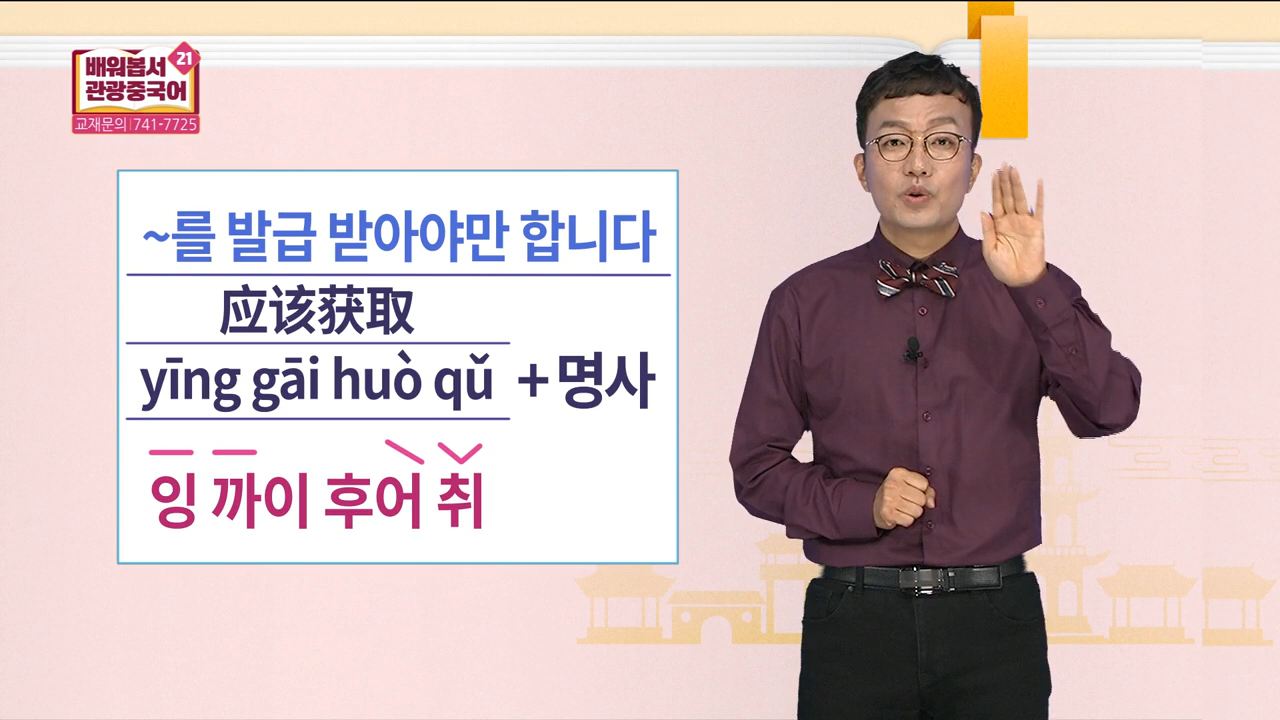 배워봅서 21
관광중국어
교재문의 | 741-7725
~를 발급 받아야만 합니다
应该获取
yīng gāi huò qǔ + 명사
잉 까이 후어 취